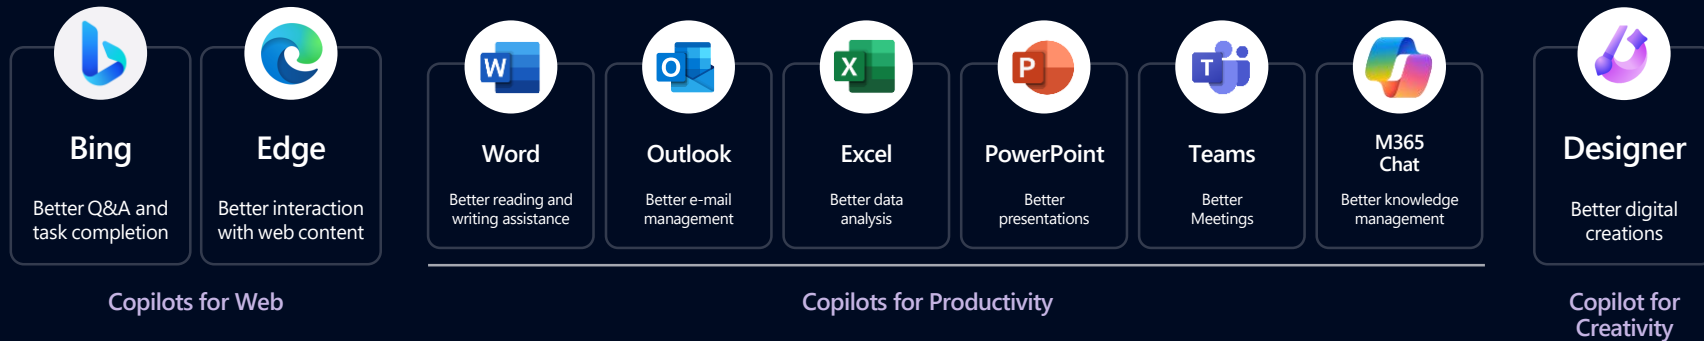 Bing
Better Q&A and
task completion
Edge
Better interaction
with web content
Copilots for Web
W
Word
Better reading and
writing assistance
O
Outlook
Better e-mail
management
X
Excel
Better data
analysis
P
PowerPoint
Better
presentations
T
Teams
Better
Meetings
M365
Chat
Better knowledge
management
Copilots for Productivity
Designer
Better digital
creations
Copilot for
Creativity